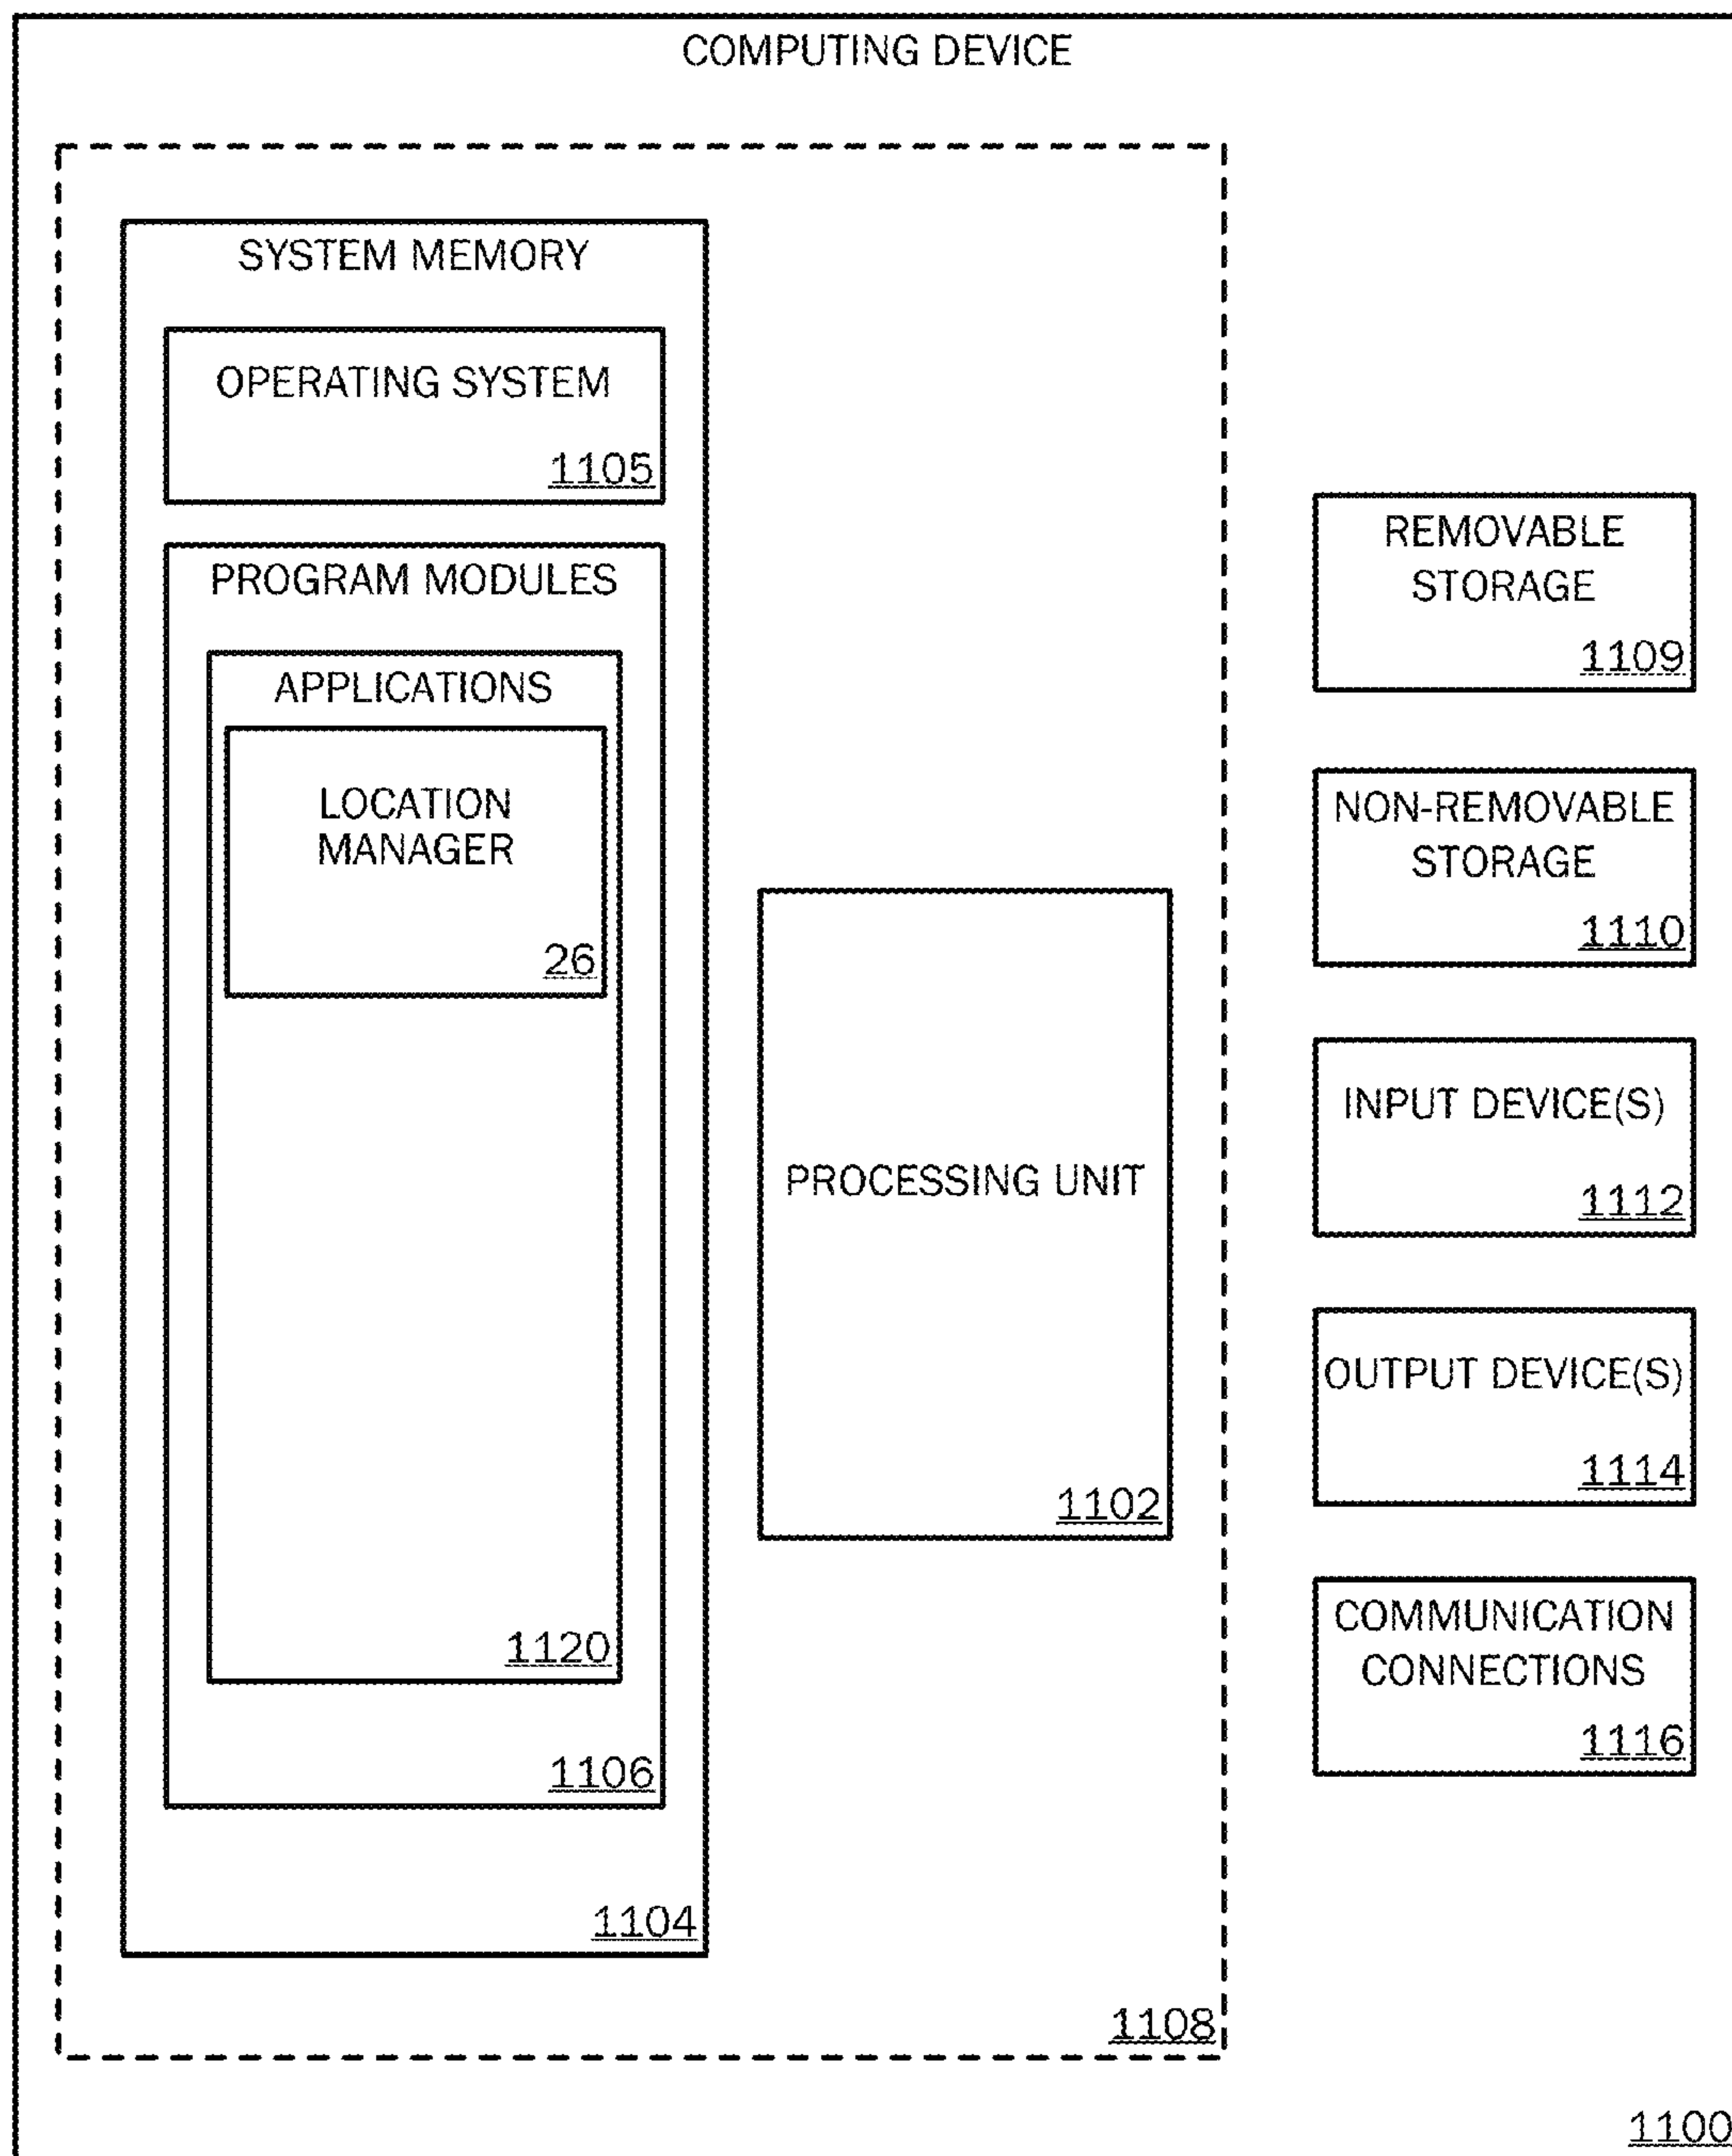 COMPUTING DEVICE
SYSTEM MEMORY
OPERATING SYSTEM
1105
PROGRAM MODULES
APPLICATIONS
LOCATION
MANAGER
26
1120
1106
1104
PROCESSING UNIT
1102
1108
REMOVABLE
STORAGE
1109
NON-REMOVABLE
STORAGE
1110
INPUT DEVICE(S)
1112
OUTPUT DEVICE(S)
1114
COMMUNICATION
CONNECTIONS
1116
1100